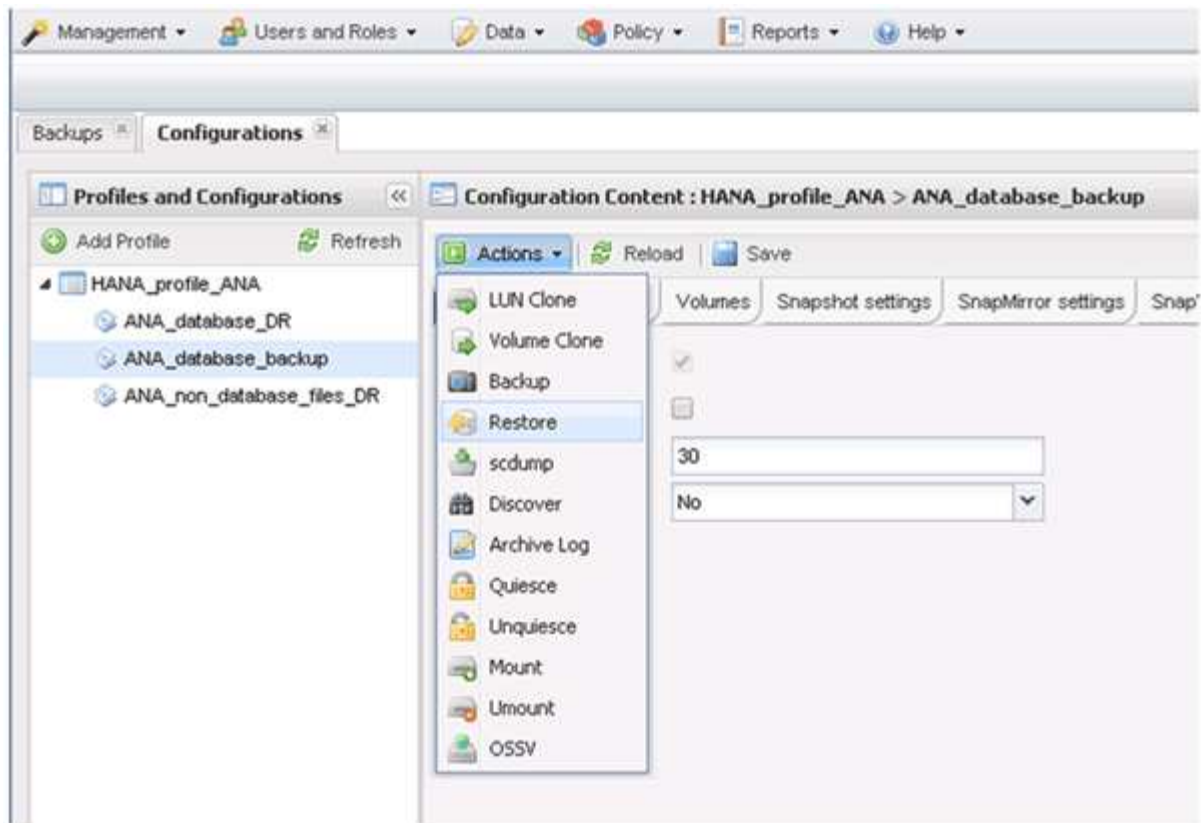 Management Users and Roles Data Policy Reports Help
Backups Configurations
Profiles and Configurations
Add Profile Refresh
HANA_profile_ANA
ANA_database_DR
ANA_database_backup
ANA_non_database_files_DR
Configuration Content : HANA_profile_ANA > ANA_database_backup
Actions Reload Save
Volumes Snapshot settings SnapMirror settings Snap
LUN Clone
Volume Clone
Backup
Restore
scdump
Discover
Archive Log
Quiesce
Unquiesce
Mount
Umount
OSSV
30
No